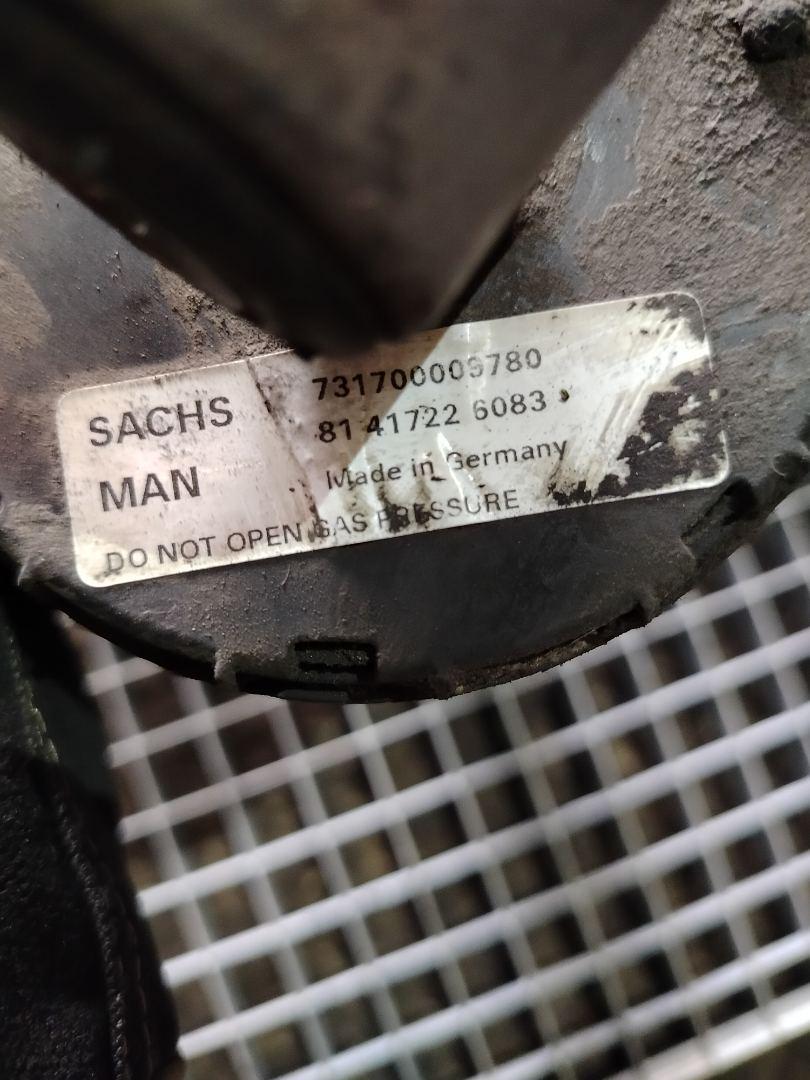 SACHS
731700009780
MAN
81 41722 6083
Made in Germany
DO NOT OPEN GAS PRESSURE